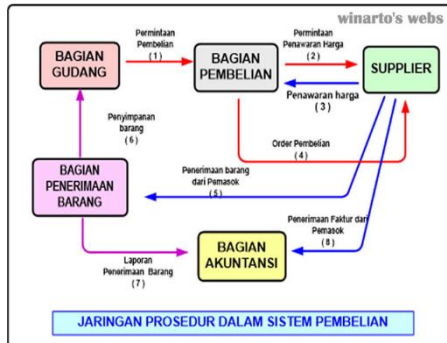 winarto's webs
Permintaan
Pembelian
( 1 )
Permintaan
Penawaran Harga
( 2 )
BAGIAN
GUDANG
BAGIAN
PEMBELIAN
SUPPLIER
Penawaran harga
( 3 )
Penyimpanan
barang
( 6 )
Order Pembelian
( 4 )
BAGIAN
PENERIMAAN
BARANG
Penerimaan barang
dari Pemasok
( 5 )
Penerimaan Faktur dari
Pemasok
( 8 )
BAGIAN
AKUNTANSI
Laporan
Penerimaan Barang
( 7 )
JARINGAN PROSEDUR DALAM SISTEM PEMBELIAN